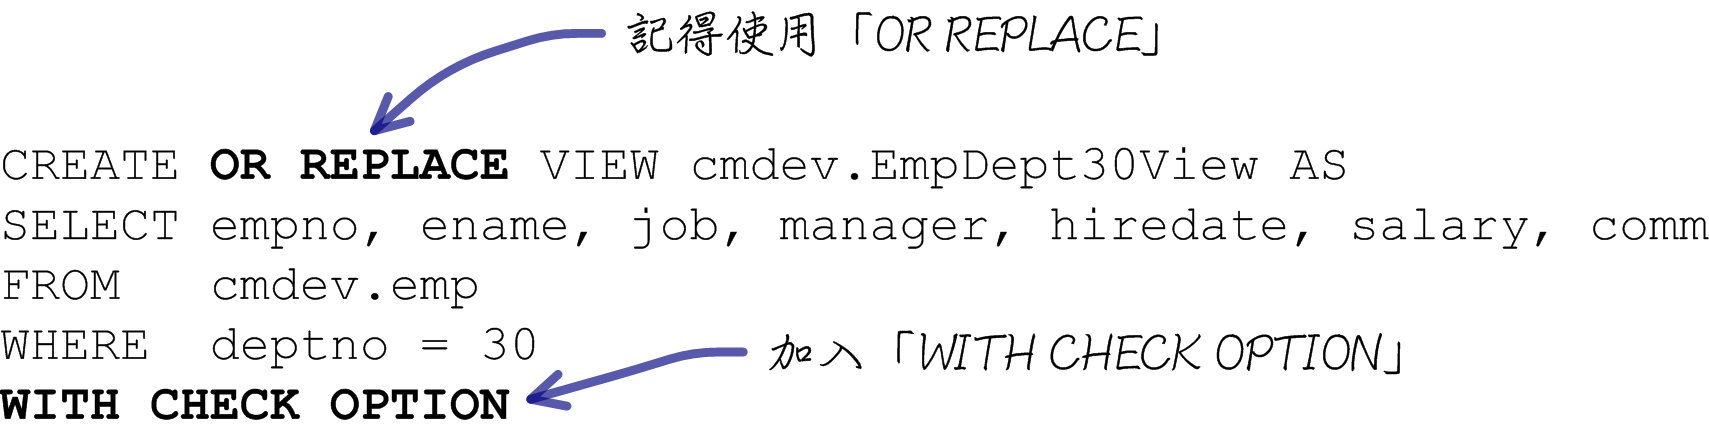 記得使用「OR REPLACE」
CREATE OR REPLACE VIEW cmdev.EmpDept30View AS
SELECT empno, ename, job, manager, hiredate, salary, comm
FROM   cmdev.emp
WHERE  deptno = 30
加入「WITH CHECK OPTION」
WITH CHECK OPTION